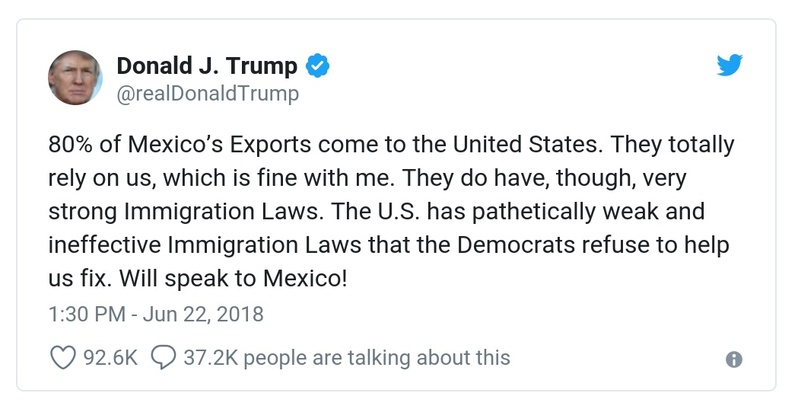 Donald J. Trump
@realDonaldTrump
80% of Mexico’s Exports come to the United States. They totally
rely on us, which is fine with me. They do have, though, very
strong Immigration Laws. The U.S. has pathetically weak and
ineffective Immigration Laws that the Democrats refuse to help
us fix. Will speak to Mexico!
1:30 PM - Jun 22, 2018
92.6K 37.2K people are talking about this